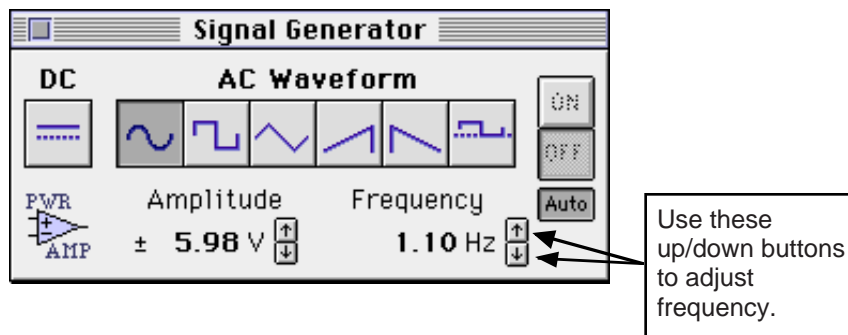 Signal Generator
DC
AC Waveform
ON
OFF
PWR
AMP
Amplitude
Frequency
Auto
± 5.98 V
1.10 Hz
Use these
up/down buttons
to adjust
frequency.